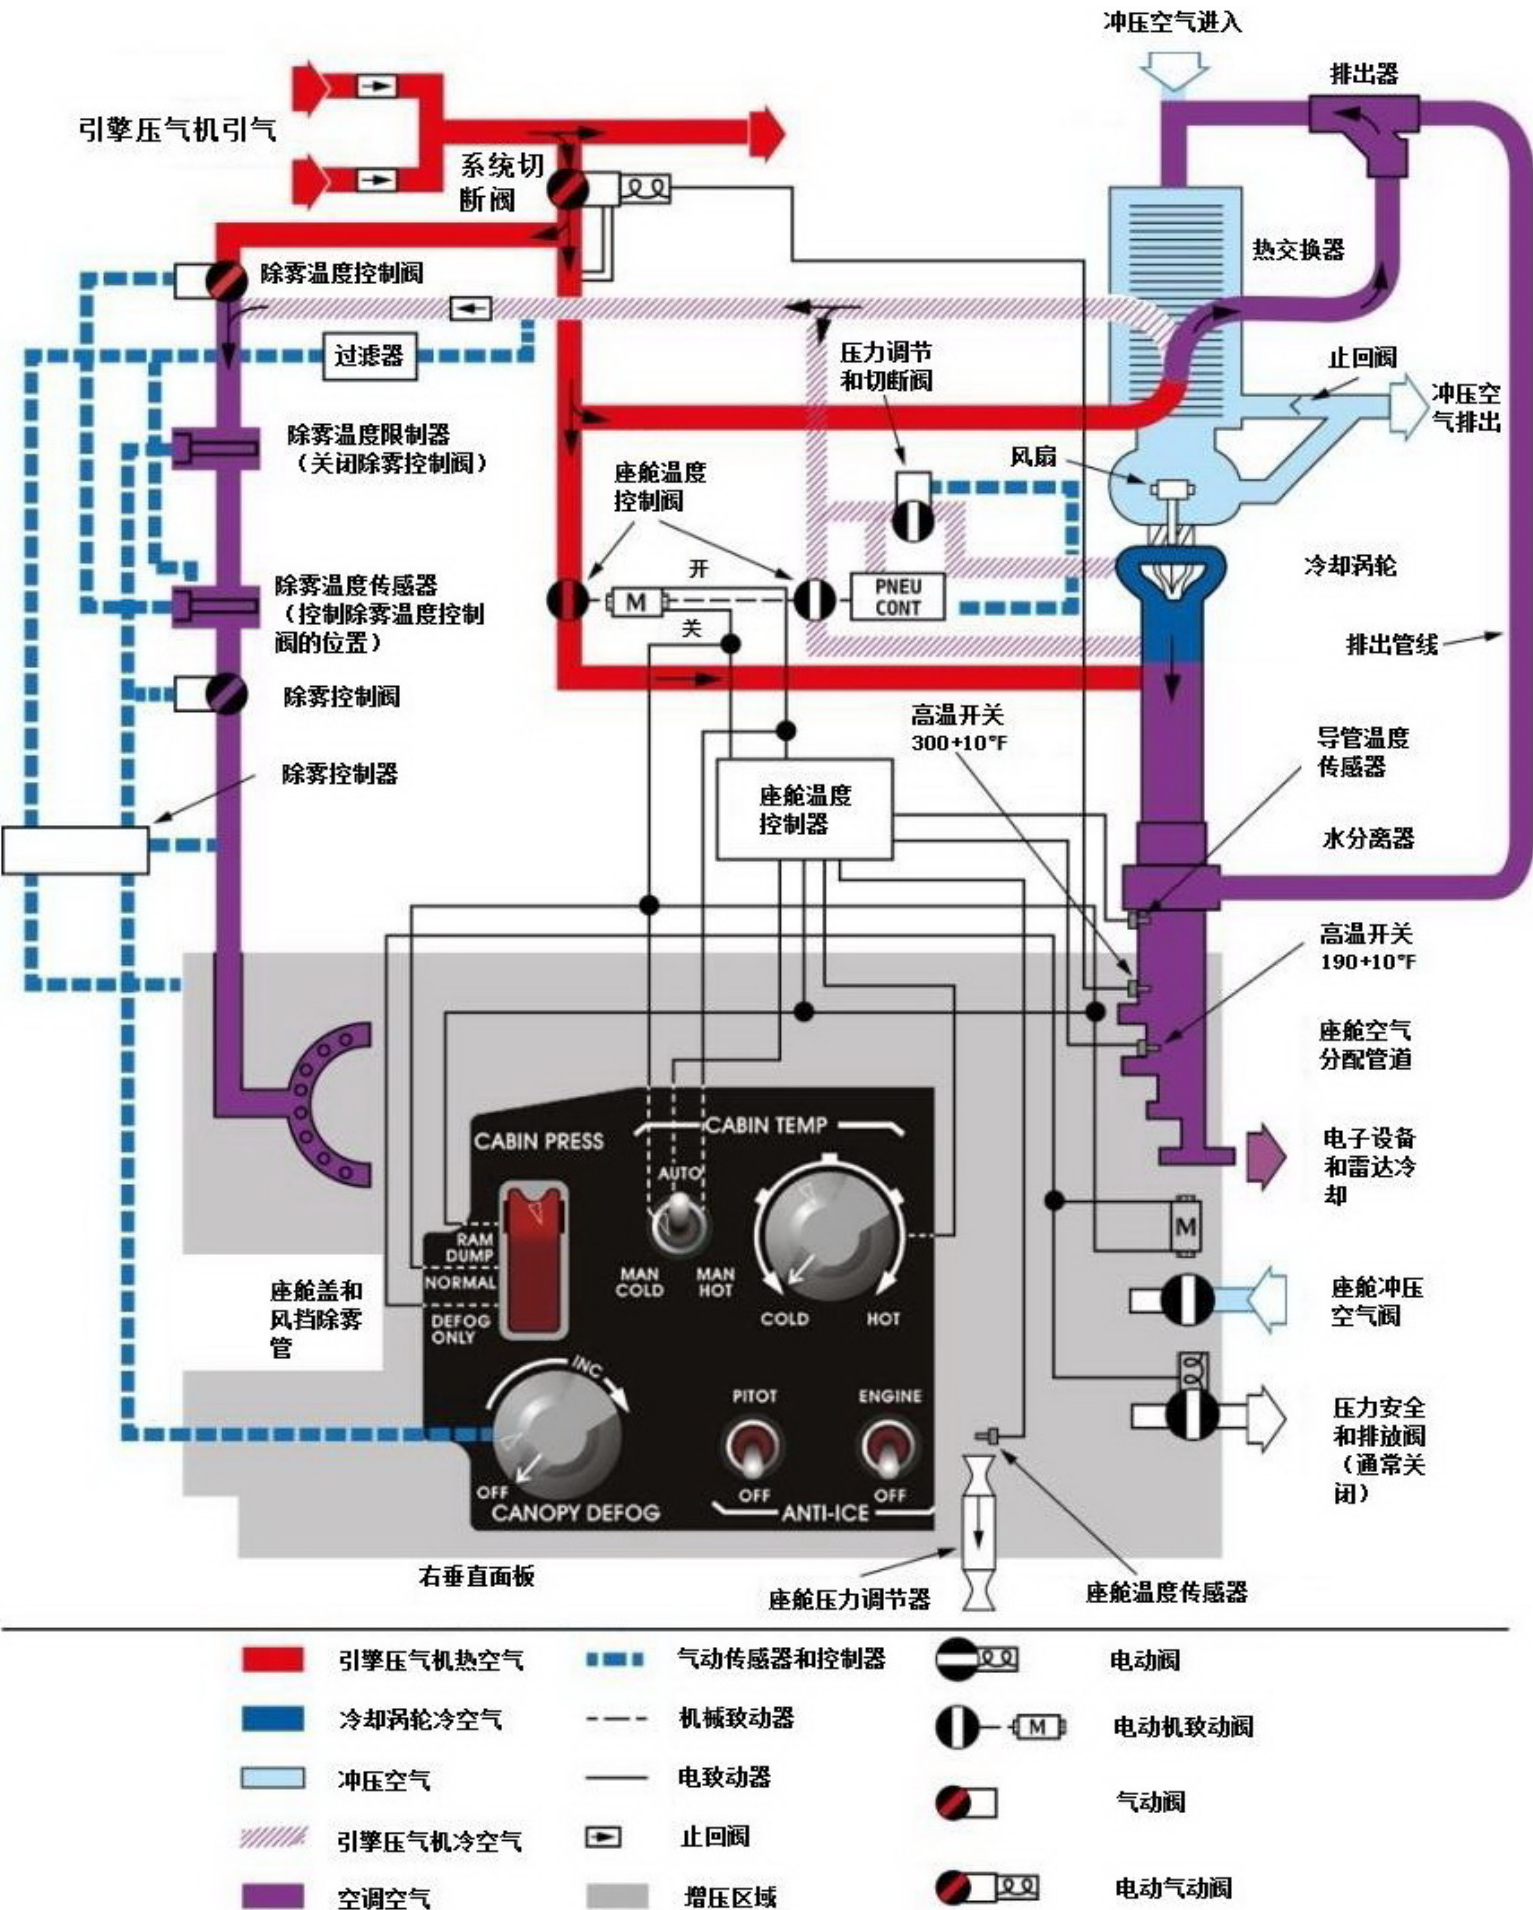 冲压空气进入
排出器
引擎压气机引气
系统切
断阀
热交换器
除雾温度控制阀
过滤器
压力调节
和切断阀
止回阀
冲压空
气排出
除雾温度限制器
（关闭除雾控制阀）
座舱温度
控制阀
风扇
开
冷却涡轮
除雾温度传感器
（控制除雾温度控制
阀的位置）
M
PNEU
CONT
关
排出管线
除雾控制阀
高温开关
300+10°F
导管温度
传感器
除雾控制器
座舱温度
控制器
水分离器
高温开关
190+10°F
座舱空气
分配管道
CABIN PRESS
CABIN TEMP
AUTO
电子设备
和雷达冷
却
RAM
DUMP
NORMAL
DEFOG
ONLY
MAN
COLD
MAN
HOT
COLD
HOT
M
座舱盖和
风挡除雾
管
座舱冲压
空气阀
INC
PITOT
ENGINE
压力安全
和排放阀
（通常关
闭）
OFF
OFF
OFF
CANOPY DEFOG
ANTI-ICE
右垂直面板
座舱压力调节器
座舱温度传感器
引擎压气机热空气
气动传感器和控制器
电动阀
冷却涡轮冷空气
机械致动器
M
电动机致动阀
冲压空气
电致动器
气动阀
引擎压气机冷空气
止回阀
空调空气
增压区域
电动气动阀